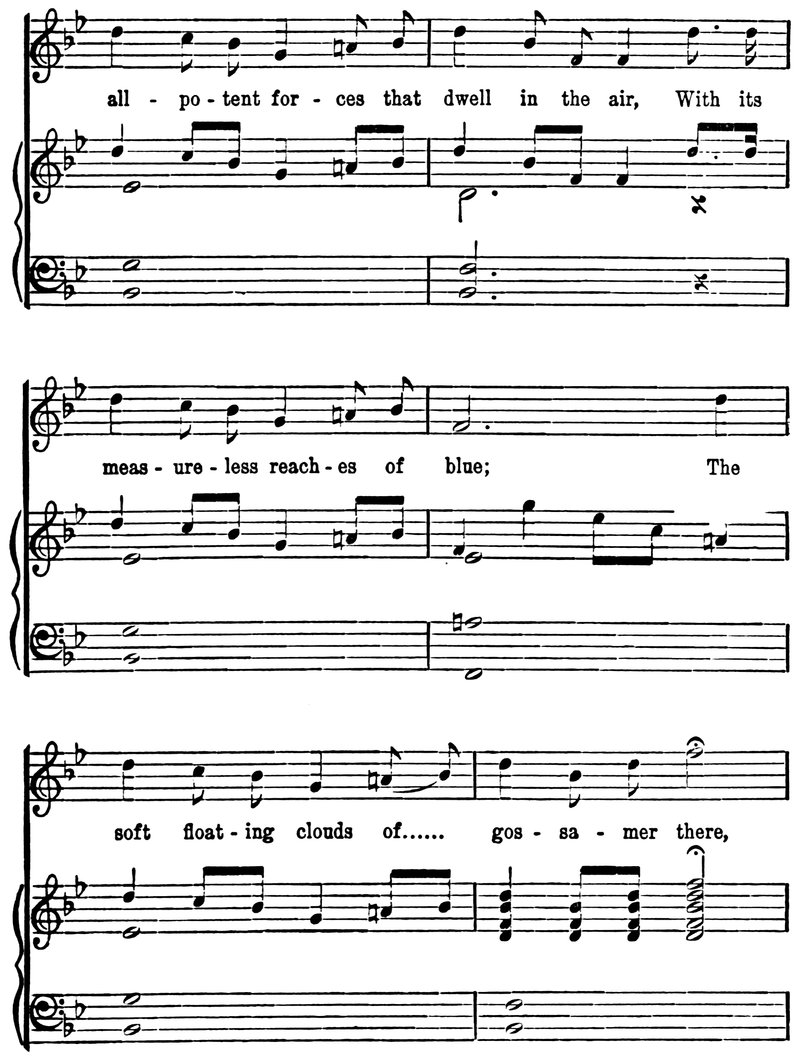 all - po - tent for - ces that dwell in the air, With its
meas - ure - less reach - es of blue; The
soft float - ing clouds of...... gos - sa - mer there,